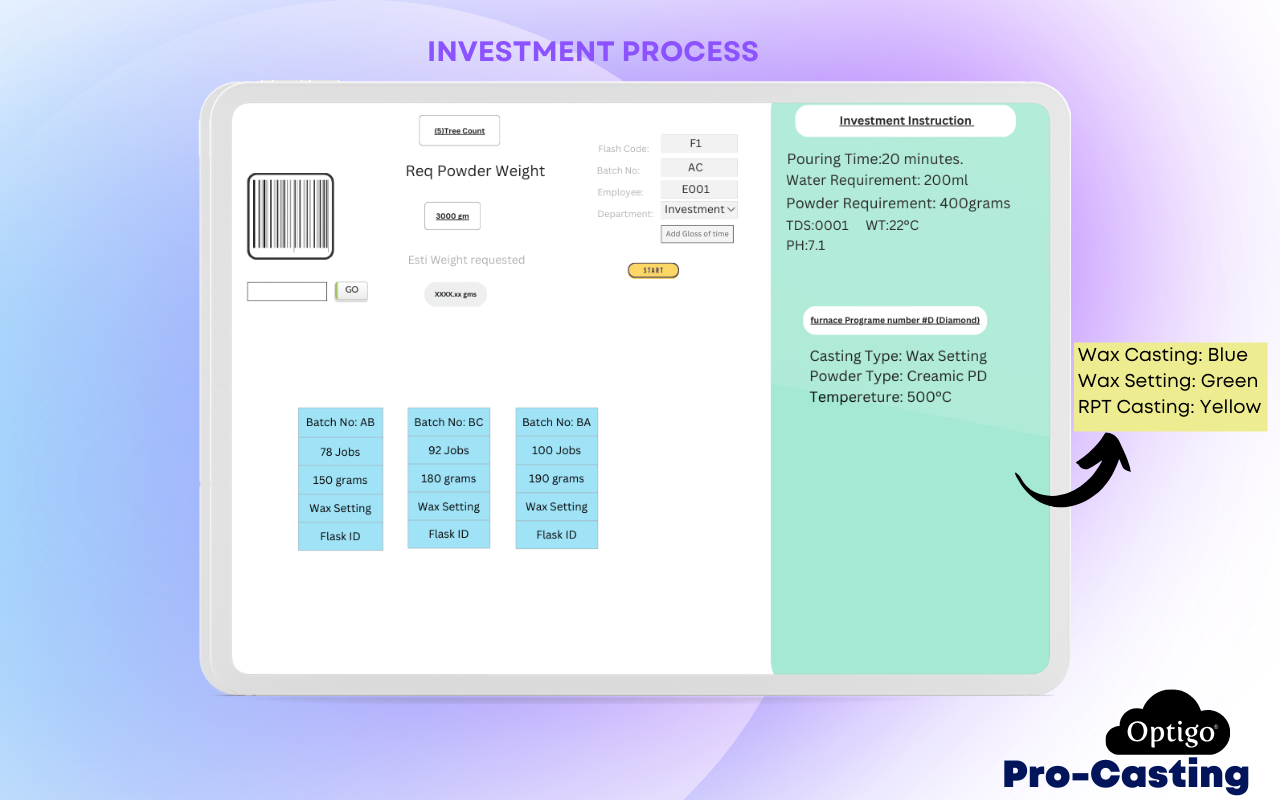 INVESTMENT PROCESS
(5)Tree Count
Req Powder Weight
3000 gm
Esti Weight requested
XXXX.xx gms
GO
Flash Code: F1
Batch No: AC
Employee: E001
Department: Investment
Add Gloss of time
START
Batch No: AB
78 Jobs
150 grams
Wax Setting
Flask ID
Batch No: BC
92 Jobs
180 grams
Wax Setting
Flask ID
Batch No: BA
100 Jobs
190 grams
Wax Setting
Flask ID
Investment Instruction
Pouring Time:20 minutes.
Water Requirement: 200ml
Powder Requirement: 400grams
TDS:0001 WT:22°C
PH:7.1
furnace Programe number #D (Diamond)
Casting Type: Wax Setting
Powder Type: Creamic PD
Tempereture: 500°C
Wax Casting: Blue
Wax Setting: Green
RPT Casting: Yellow
Optigo®
Pro-Casting